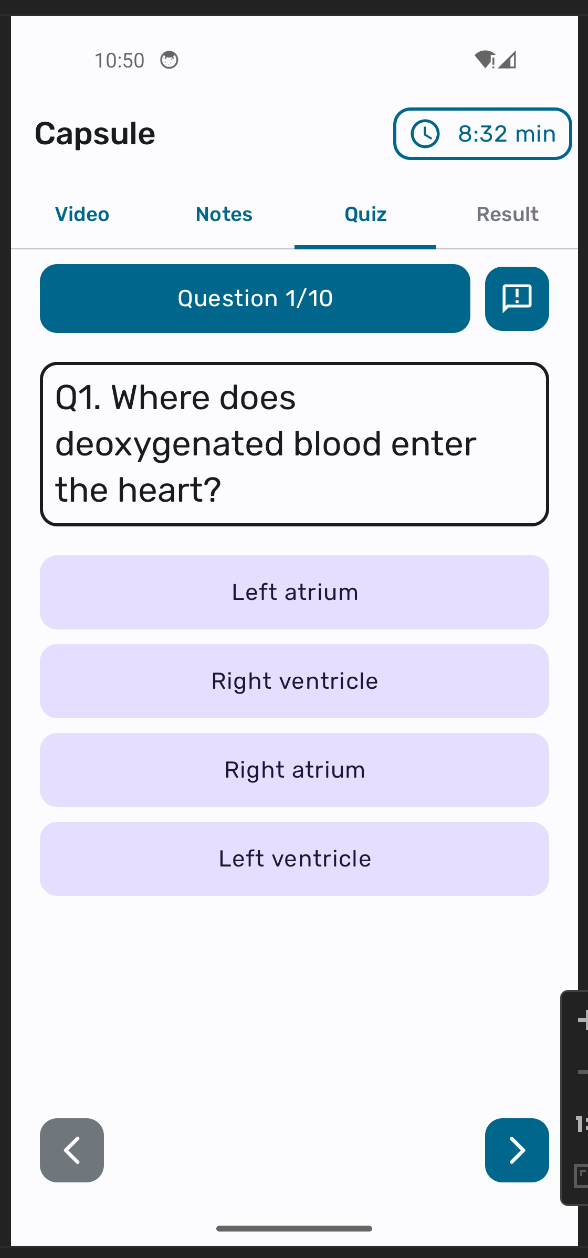 10:50
Capsule
8:32 min
Video Notes Quiz Result
Question 1/10
Q1. Where does
deoxygenated blood enter
the heart?
Left atrium
Right ventricle
Right atrium
Left ventricle